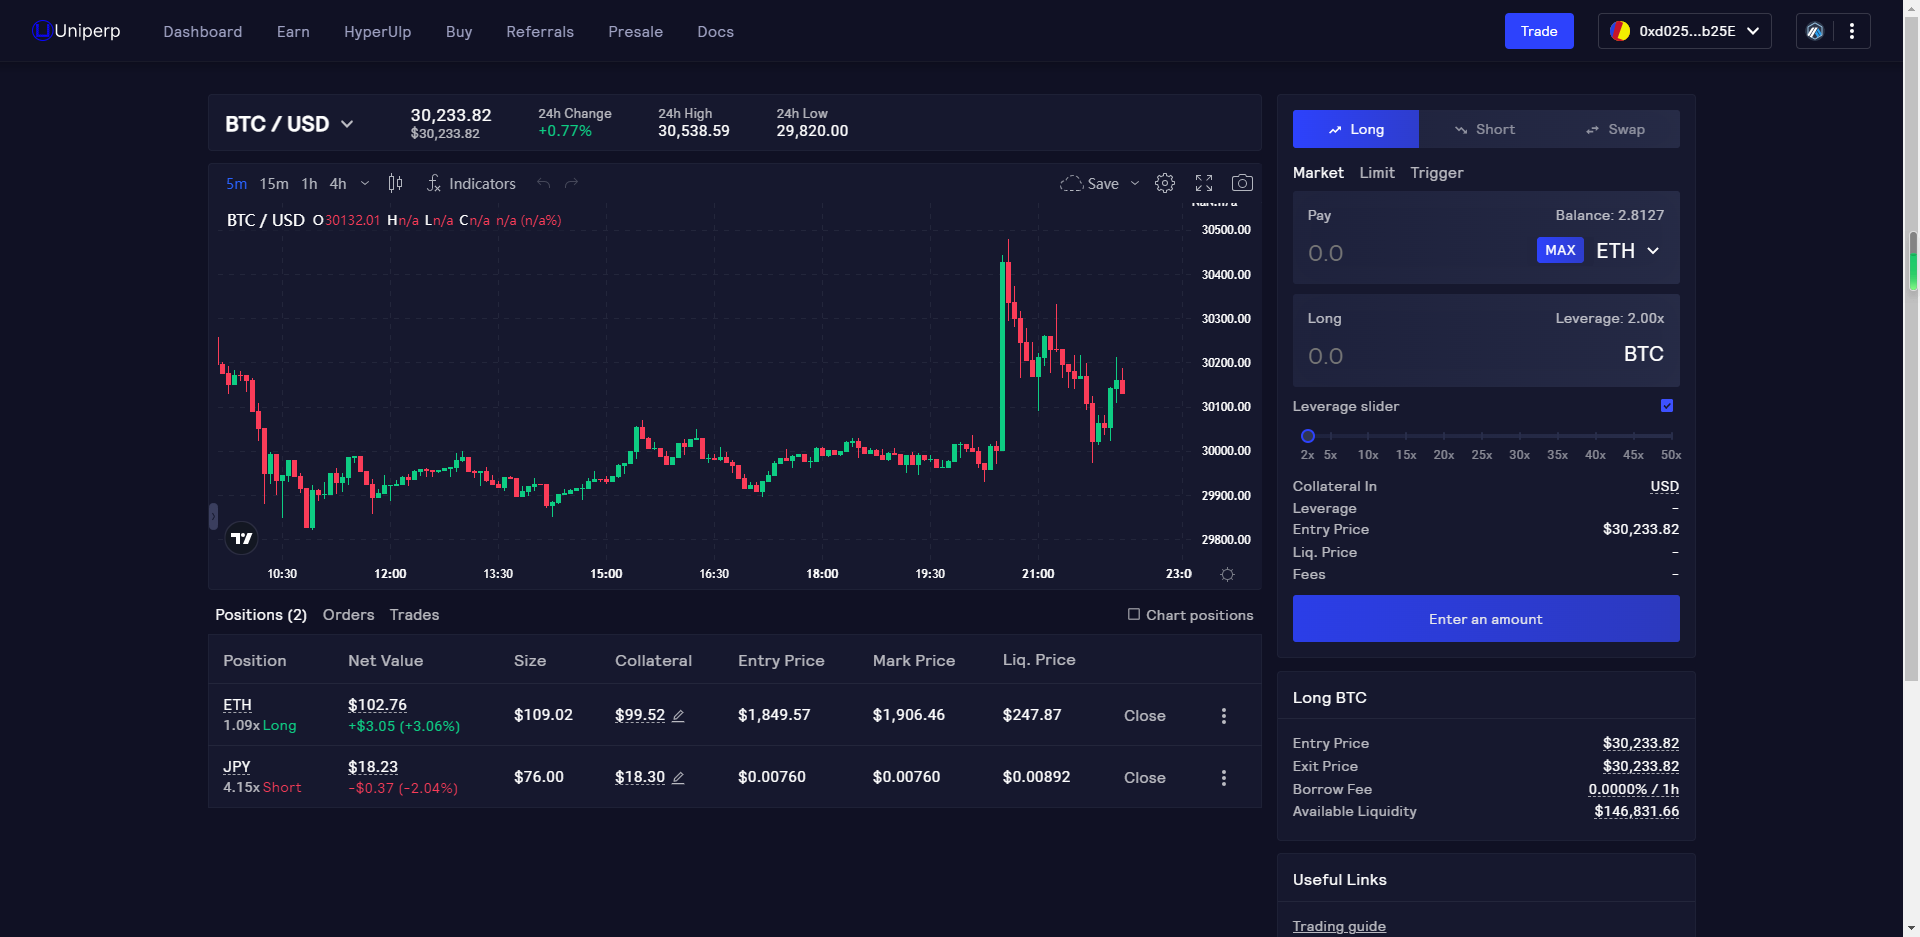 Uniperp Dashboard Earn HyperUlp Buy Referrals Presale Docs Trade 0xd025...b25E
BTC / USD
30,233.82
$30,233.82
24h Change
+0.77%
24h High
30,538.59
24h Low
29,820.00
5m 15m 1h 4h Indicators Save
BTC / USD O30132.01 Hn/a Ln/a Cn/a n/a (n/a%)
30500.00
30400.00
30300.00
30200.00
30100.00
30000.00
29900.00
29800.00
10:30 12:00 13:30 15:00 16:30 18:00 19:30 21:00 23:0
Positions (2) Orders Trades Chart positions
Position Net Value Size Collateral Entry Price Mark Price Liq. Price
ETH $102.76 $109.02 $99.52 $1,849.57 $1,906.46 $247.87 Close
1.09x Long +$3.05 (+3.06%)
JPY $18.23 $76.00 $18.30 $0.00760 $0.00760 $0.00892 Close
4.15x Short -$0.37 (-2.04%)
Long Short Swap
Market Limit Trigger
Pay Balance: 2.8127
0.0 MAX ETH
Long Leverage: 2.00x
0.0 BTC
Leverage slider
2x 5x 10x 15x 20x 25x 30x 35x 40x 45x 50x
Collateral In USD
Leverage -
Entry Price $30,233.82
Liq. Price -
Fees -
Enter an amount
Long BTC
Entry Price $30,233.82
Exit Price $30,233.82
Borrow Fee 0.0000% / 1h
Available Liquidity $146,831.66
Useful Links
Trading guide